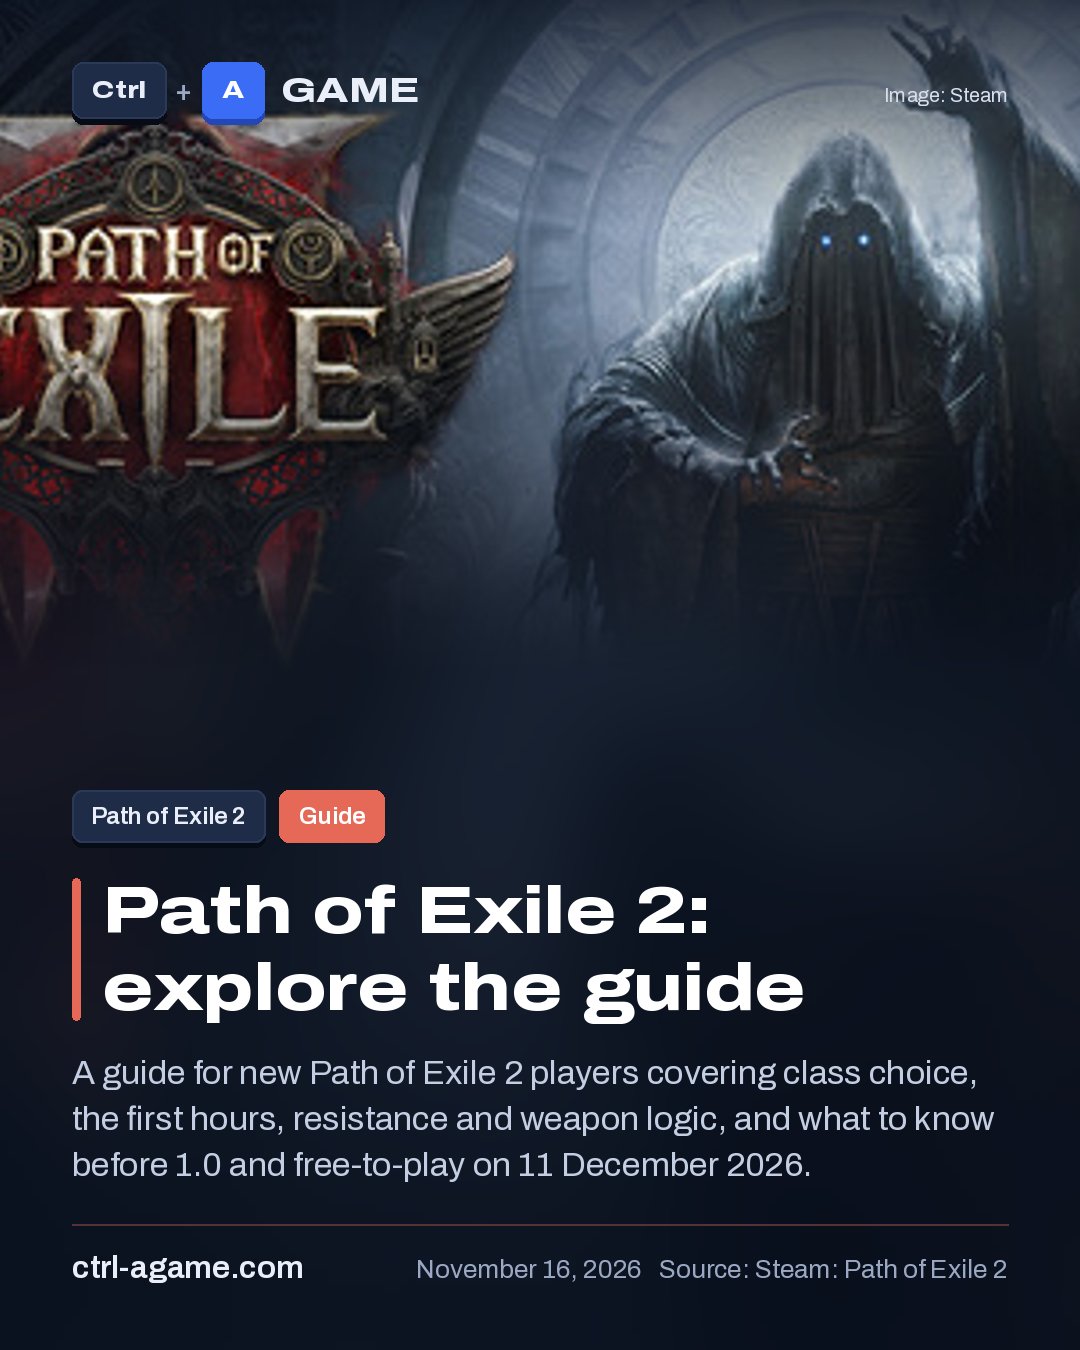 Ctrl + A GAME
Image: Steam
PATH OF
EXILE
Path of Exile 2
Guide
Path of Exile 2:
explore the guide
A guide for new Path of Exile 2 players covering class choice,
the first hours, resistance and weapon logic, and what to know
before 1.0 and free-to-play on 11 December 2026.
ctrl-agame.com
November 16, 2026 Source: Steam: Path of Exile 2